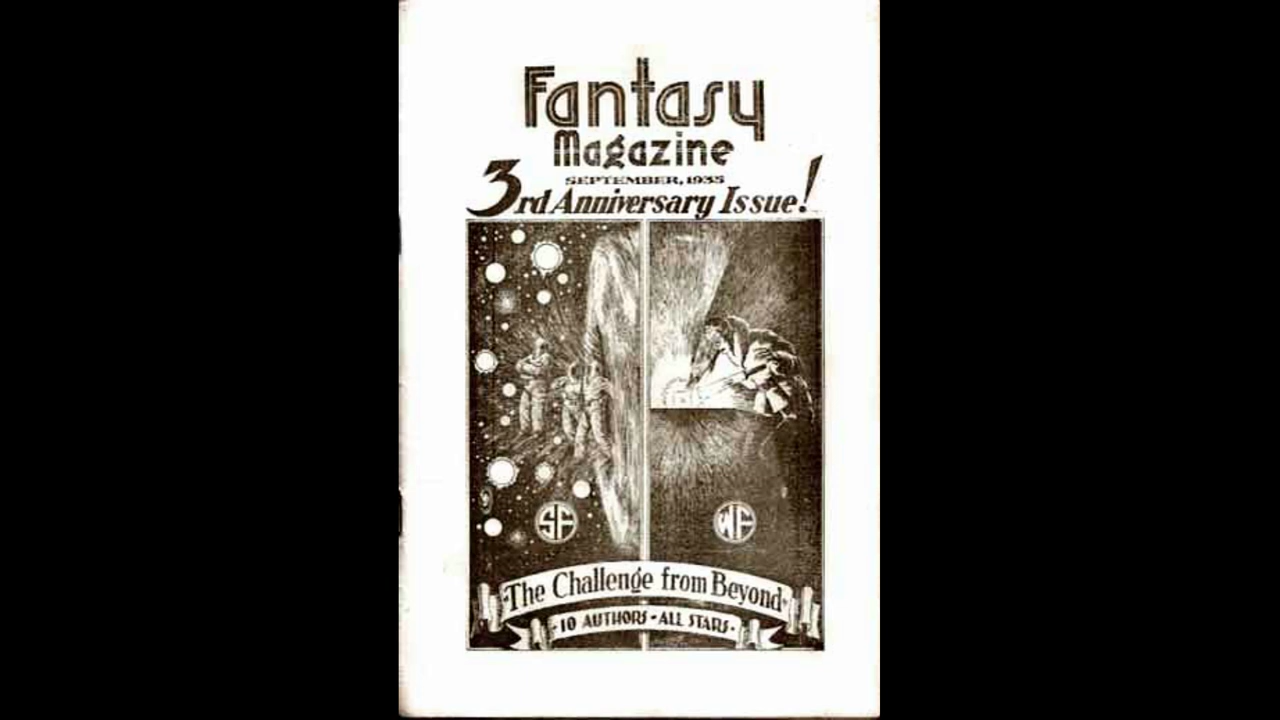 Fantasy
Magazine
SEPTEMBER, 1935
3rd Anniversary Issue!
SF
WF
The Challenge from Beyond
·10 AUTHORS·ALL STARS·